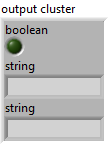 output cluster
boolean
string
string